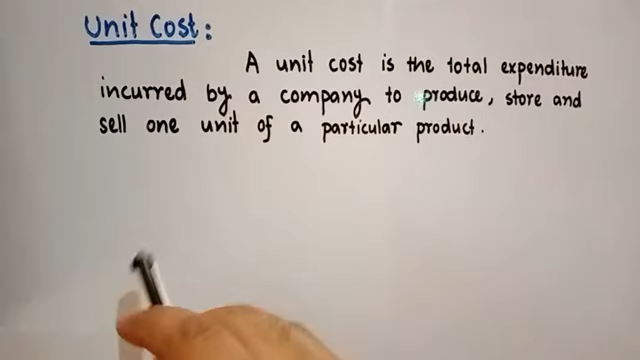 Unit Cost:
A unit cost is the total expenditure
incurred by a company to produce, store and
sell one unit of a particular product.